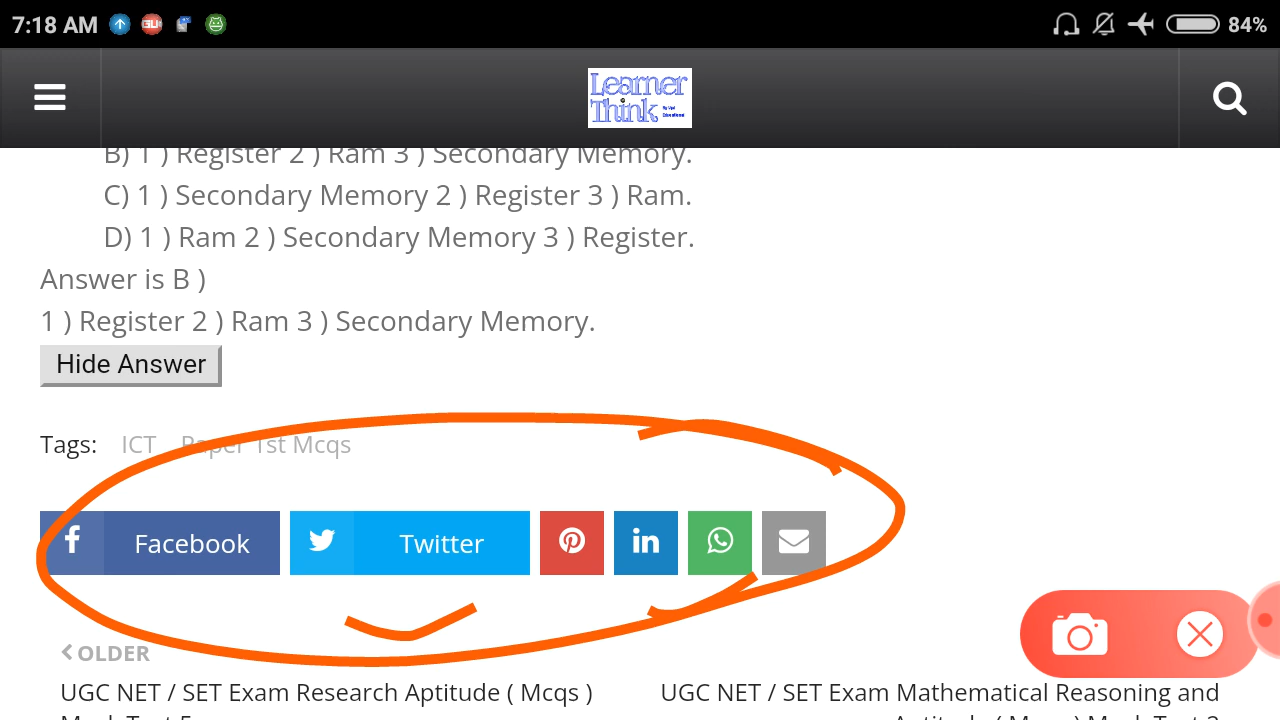 7:18 AM
84%
Learner
Think
B) 1 ) Register 2 ) Ram 3 ) Secondary Memory.
C) 1 ) Secondary Memory 2 ) Register 3 ) Ram.
D) 1 ) Ram 2 ) Secondary Memory 3 ) Register.
Answer is B )
1 ) Register 2 ) Ram 3 ) Secondary Memory.
Hide Answer
Tags: ICT Paper 1st Mcqs
Facebook Twitter
OLDER
UGC NET / SET Exam Research Aptitude ( Mcqs )
UGC NET / SET Exam Mathematical Reasoning and